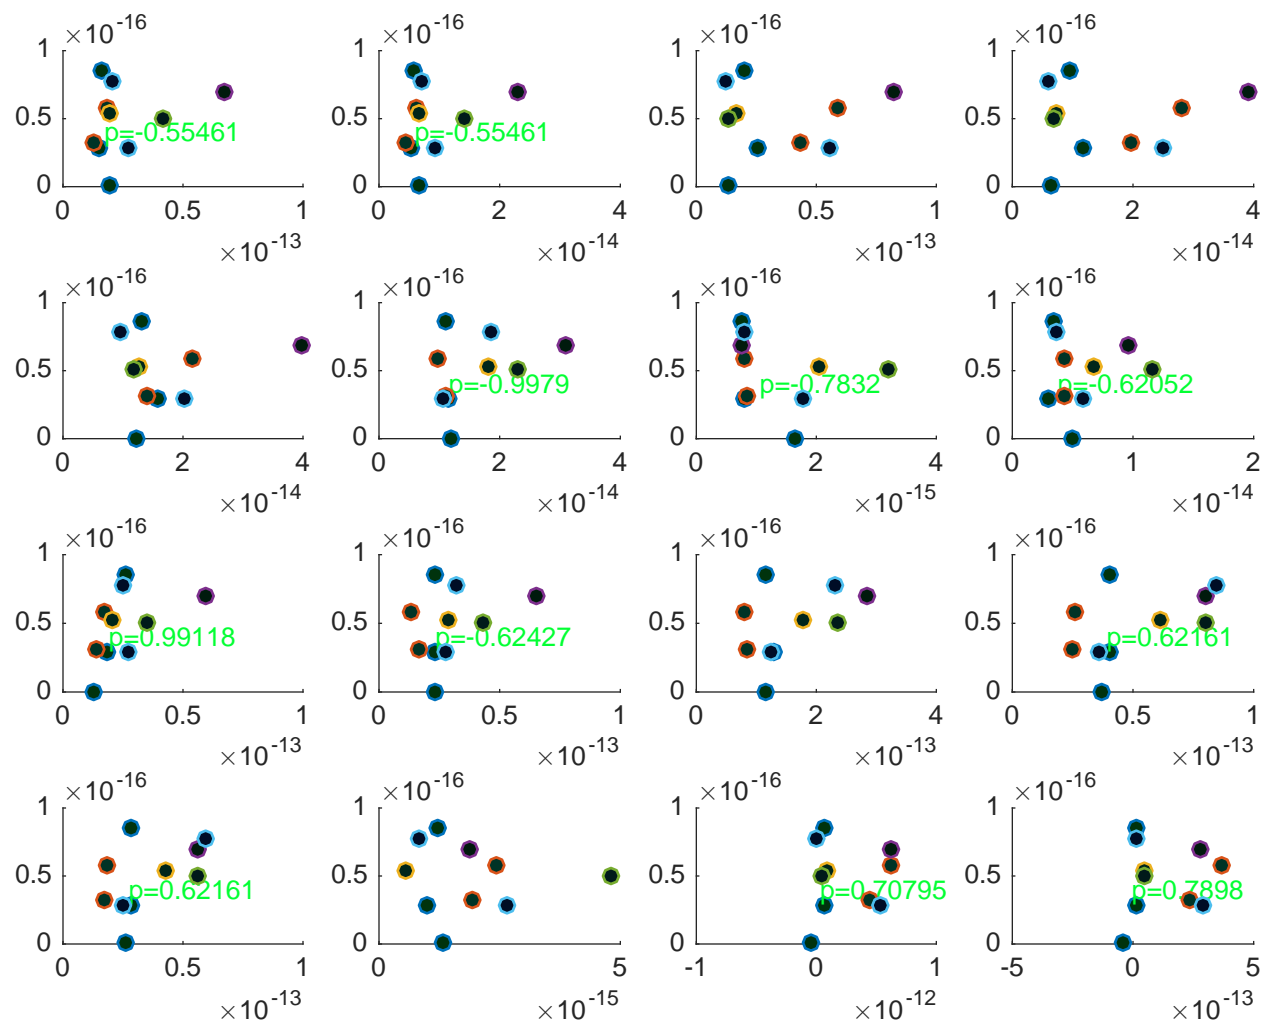 1 ×10-16 1 ×10-16 1 ×10-16 1 ×10-16
0.5 p=-0.55461 0.5 p=-0.55461 0.5 0.5
0 0 0 0
0 0.5 1 0 2 4 0 0.5 1 0 2 4
×10-13 ×10-14 ×10-13 ×10-14
1 ×10-16 1 ×10-16 1 ×10-16 1 ×10-16
0.5 0.5 p=-0.9979 0.5 p=-0.7832 0.5 p=-0.62052
0 0 0 0
0 2 4 0 2 4 0 2 4 0 1 2
×10-14 ×10-14 ×10-15 ×10-14
1 ×10-16 1 ×10-16 1 ×10-16 1 ×10-16
0.5 p=0.99118 0.5 p=-0.62427 0.5 0.5 p=0.62161
0 0 0 0
0 0.5 1 0 0.5 1 0 2 4 0 0.5 1
×10-13 ×10-13 ×10-13 ×10-13
1 ×10-16 1 ×10-16 1 ×10-16 1 ×10-16
0.5 p=0.62161 0.5 0.5 p=0.70795 0.5 p=0.7898
0 0 0 0
0 0.5 1 0 5 -1 0 1 -5 0 5
×10-13 ×10-15 ×10-12 ×10-13